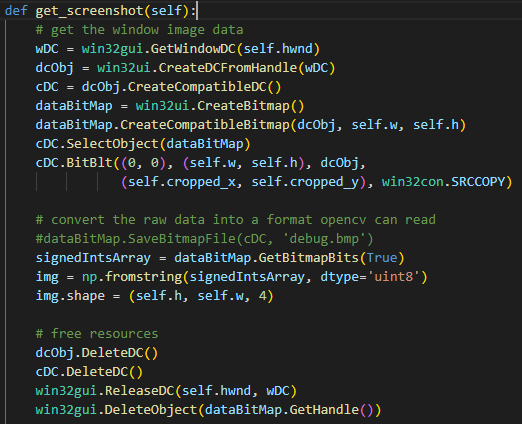 def get_screenshot(self):
    # get the window image data
    wDC = win32gui.GetWindowDC(self.hwnd)
    dcObj = win32ui.CreateDCFromHandle(wDC)
    cDC = dcObj.CreateCompatibleDC()
    dataBitMap = win32ui.CreateBitmap()
    dataBitMap.CreateCompatibleBitmap(dcObj, self.w, self.h)
    cDC.SelectObject(dataBitMap)
    cDC.BitBlt((0, 0), (self.w, self.h), dcObj,
               (self.cropped_x, self.cropped_y), win32con.SRCCOPY)

    # convert the raw data into a format opencv can read
    #dataBitMap.SaveBitmapFile(cDC, 'debug.bmp')
    signedIntsArray = dataBitMap.GetBitmapBits(True)
    img = np.fromstring(signedIntsArray, dtype='uint8')
    img.shape = (self.h, self.w, 4)

    # free resources
    dcObj.DeleteDC()
    cDC.DeleteDC()
    win32gui.ReleaseDC(self.hwnd, wDC)
    win32gui.DeleteObject(dataBitMap.GetHandle())